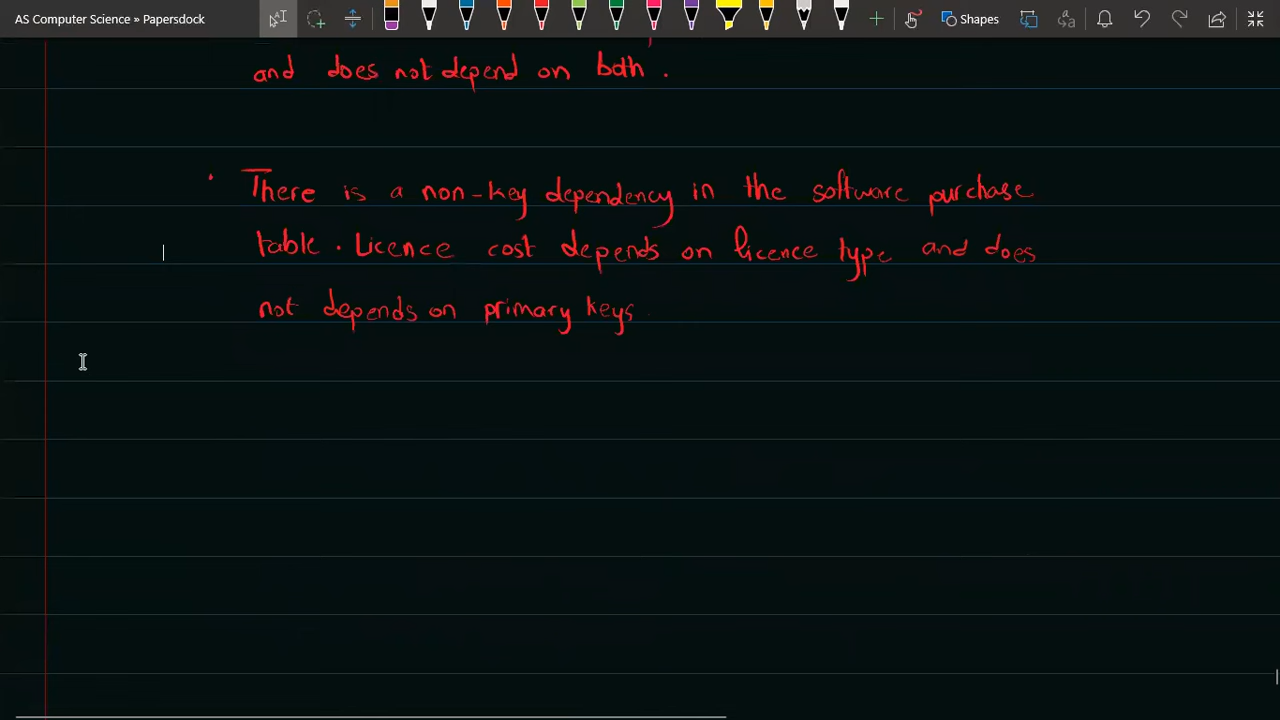 AS Computer Science » Papersdock
Shapes
and does not depend on both'.
• There is a non-key dependency in the software purchase
table. Licence cost depends on licence type and does
not depends on primary keys